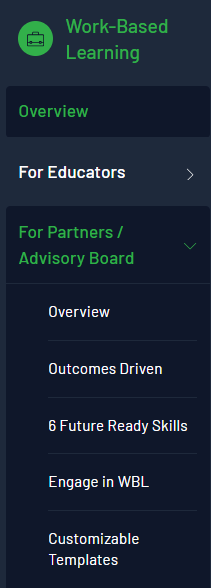 Work-Based
Learning
Overview
For Educators
For Partners /
Advisory Board
Overview
Outcomes Driven
6 Future Ready Skills
Engage in WBL
Customizable
Templates